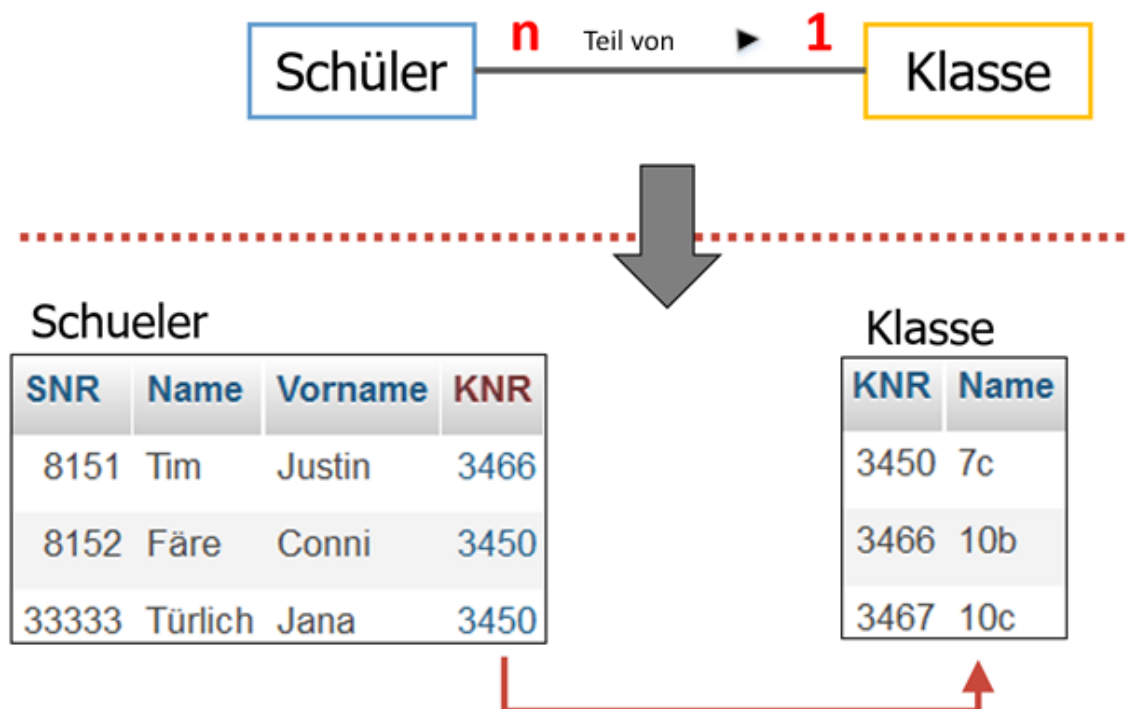 n Teil von ► 1
Schüler Klasse
Schueler
SNR Name Vorname KNR
8151 Tim Justin 3466
8152 Färe Conni 3450
33333 Türlich Jana 3450
Klasse
KNR Name
3450 7c
3466 10b
3467 10c